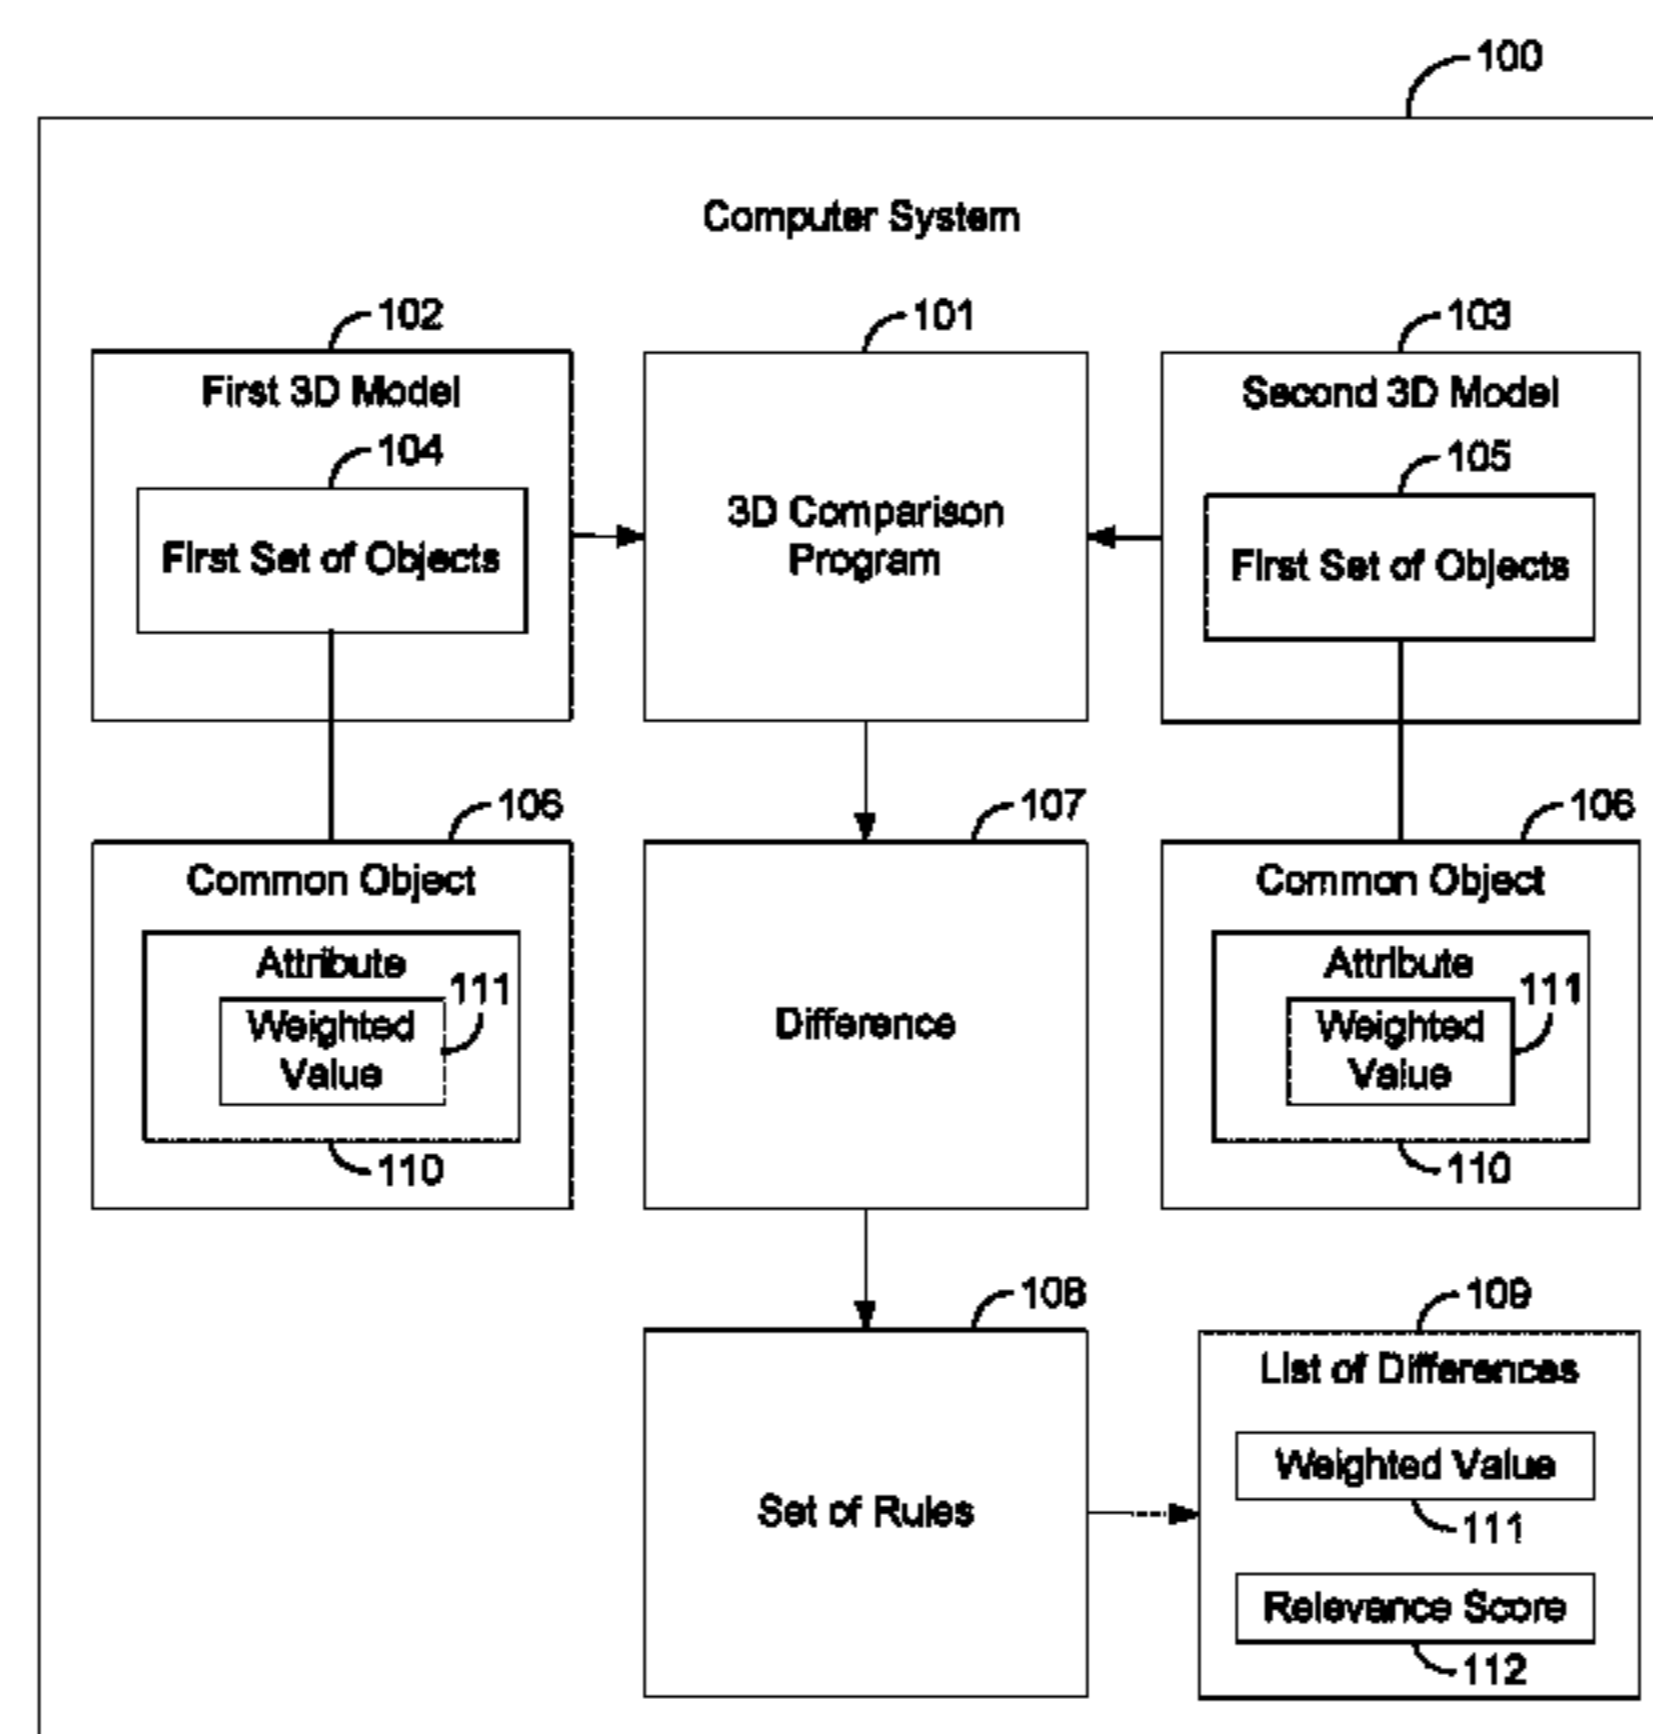 100
Computer System
102
First 3D Model
104
First Set of Objects
101
3D Comparison
Program
103
Second 3D Model
105
First Set of Objects
106
Common Object
Attribute
111
Weighted
Value
110
107
Difference
106
Common Object
Attribute
111
Weighted
Value
110
108
Set of Rules
109
List of Differences
Weighted Value
111
Relevance Score
112